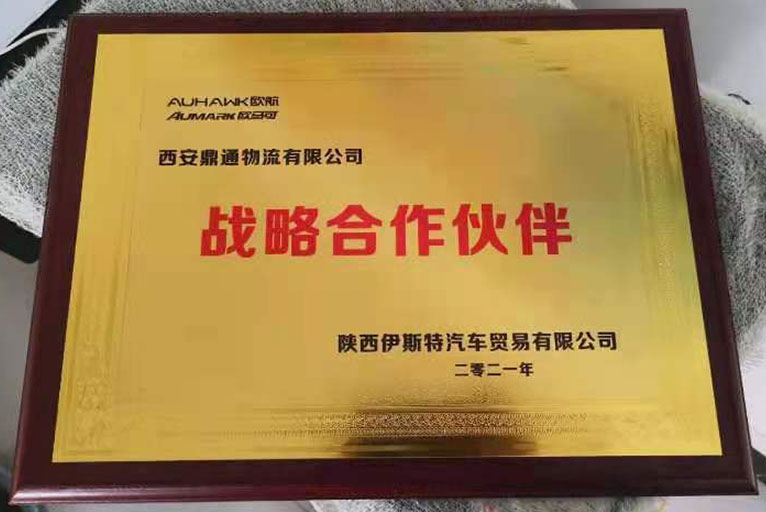 AUHAWK欧航
AUMARK欧马可
西安鼎通物流有限公司
战略合作伙伴
陕西伊斯特汽车贸易有限公司
二零二一年